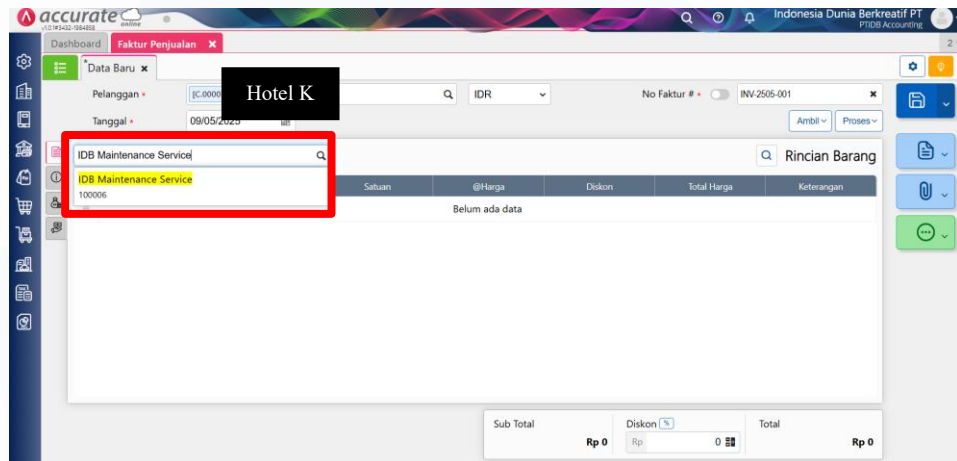 accurate
online
Indonesia Dunia Berkreatif PT
PTIDB Accounting
Dashboard
Faktur Penjualan
2
*Data Baru
Pelanggan *
[C.0000
Hotel K
IDR
No Faktur # *
INV-2505-001
Tanggal *
09/05/2025
Ambil
Proses
IDB Maintenance Service
Rincian Barang
IDB Maintenance Service
100006
Satuan
@Harga
Diskon
Total Harga
Keterangan
Belum ada data
Sub Total
Diskon
%
Total
Rp 0
Rp
0
Rp 0